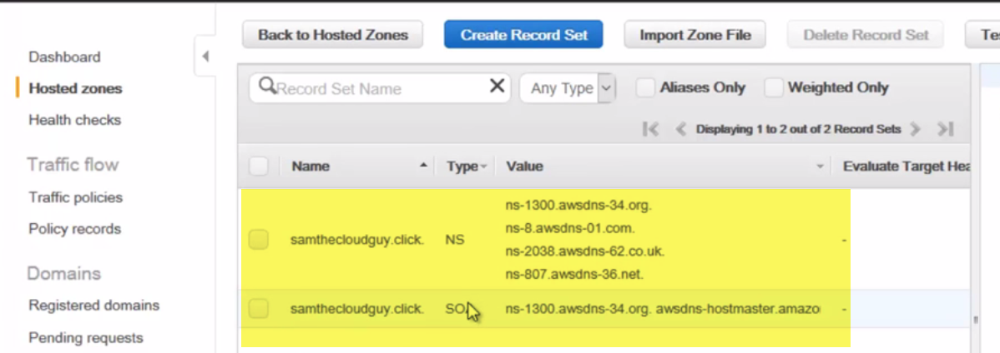 Back to Hosted Zones
Create Record Set
Import Zone File
Delete Record Set
Dashboard
Hosted zones
Health checks
Traffic flow
Traffic policies
Policy records
Domains
Registered domains
Pending requests
Record Set Name
Any Type
Aliases Only
Weighted Only
Displaying 1 to 2 out of 2 Record Sets
Name Type Value Evaluate Target Hea
samthecloudguy.click. NS
ns-1300.awsdns-34.org.
ns-8.awsdns-01.com.
ns-2038.awsdns-62.co.uk.
ns-807.awsdns-36.net.
-
samthecloudguy.click. SO ns-1300.awsdns-34.org. awsdns-hostmaster.amazo -